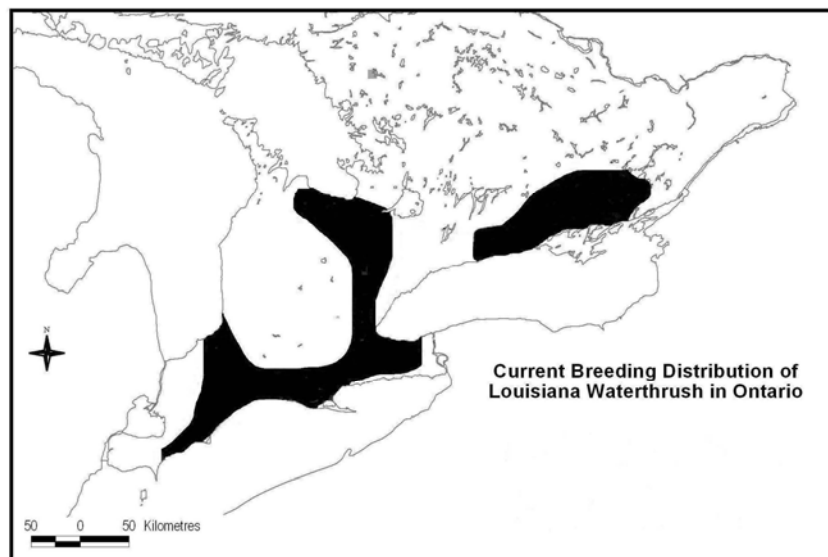 N
Current Breeding Distribution of
Louisiana Waterthrush in Ontario
50 0 50 Kilometres